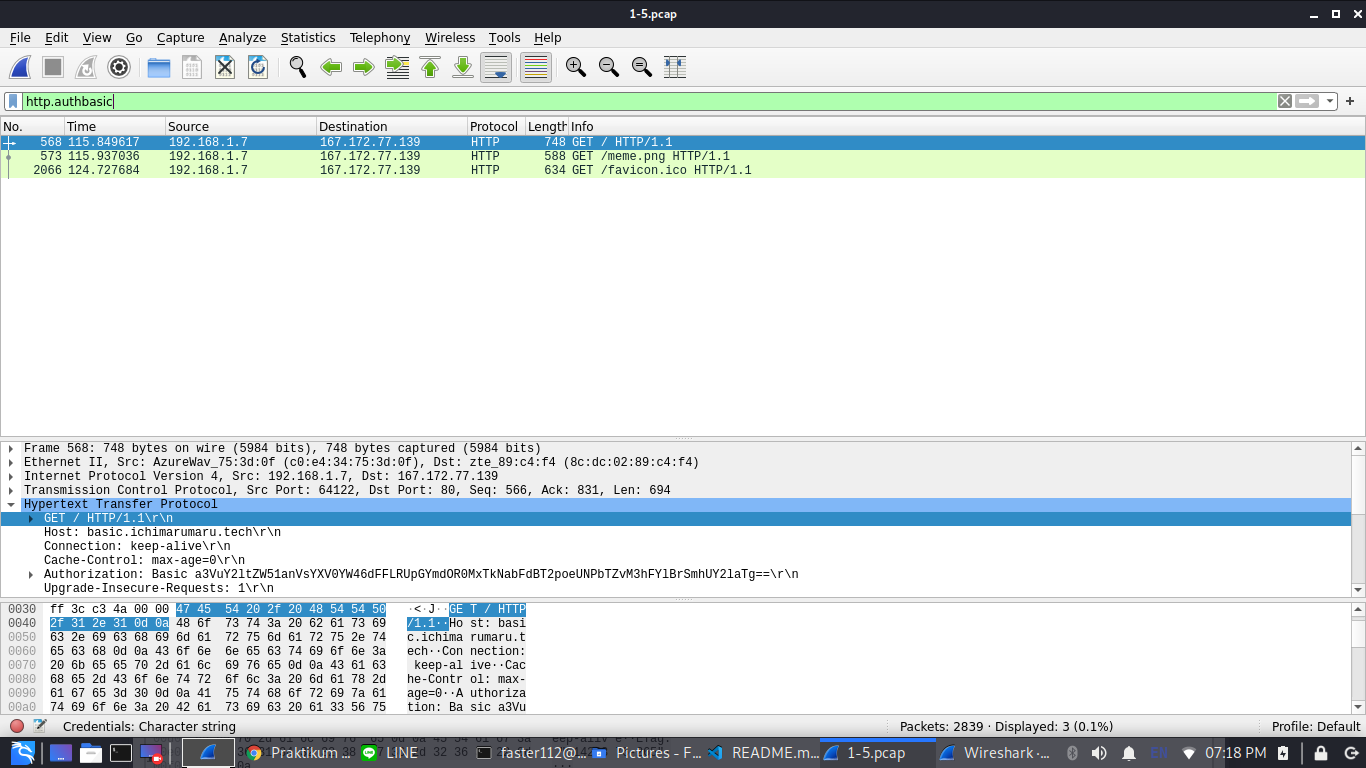 1-5.pcap
File Edit View Go Capture Analyze Statistics Telephony Wireless Tools Help
http.authbasic
No. Time Source Destination Protocol Length Info
568 115.849617 192.168.1.7 167.172.77.139 HTTP 748 GET / HTTP/1.1
573 115.937036 192.168.1.7 167.172.77.139 HTTP 588 GET /meme.png HTTP/1.1
2066 124.727684 192.168.1.7 167.172.77.139 HTTP 634 GET /favicon.ico HTTP/1.1
Frame 568: 748 bytes on wire (5984 bits), 748 bytes captured (5984 bits)
Ethernet II, Src: AzureWav_75:3d:0f (c0:e4:34:75:3d:0f), Dst: zte_89:c4:f4 (8c:dc:02:89:c4:f4)
Internet Protocol Version 4, Src: 192.168.1.7, Dst: 167.172.77.139
Transmission Control Protocol, Src Port: 64122, Dst Port: 80, Seq: 566, Ack: 831, Len: 694
Hypertext Transfer Protocol
GET / HTTP/1.1\r\n
Host: basic.ichimarumaru.tech\r\n
Connection: keep-alive\r\n
Cache-Control: max-age=0\r\n
Authorization: Basic a3VuY2ltZW51anVsYXV0YW46dFFLRUpGYmdOR0MxTkNabFdBT2poeUNPbTZvM3hFYlBrSmhUY2laTg==\r\n
Upgrade-Insecure-Requests: 1\r\n
0030 ff 3c c3 4a 00 00 47 45 54 20 2f 20 48 54 54 50 ·<·J··GE T / HTTP
0040 2f 31 2e 31 0d 0a 48 6f 73 74 3a 20 62 61 73 69 /1.1··Ho st: basi
0050 63 2e 69 63 68 69 6d 61 72 75 6d 61 72 75 2e 74 c.ichima rumaru.t
0060 65 63 68 0d 0a 43 6f 6e 6e 65 63 74 69 6f 6e 3a ech··Con nection:
0070 20 6b 65 65 70 2d 61 6c 69 76 65 0d 0a 43 61 63 keep-al ive··Cac
0080 68 65 2d 43 6f 6e 74 72 6f 6c 3a 20 6d 61 78 2d he-Contr ol: max-
0090 61 67 65 3d 30 0d 0a 41 75 74 68 6f 72 69 7a 61 age=0··A uthoriza
00a0 74 69 6f 6e 3a 20 42 61 73 69 63 20 61 33 56 75 tion: Ba sic a3Vu
Credentials: Character string Packets: 2839 · Displayed: 3 (0.1%) Profile: Default
Praktikum ... LINE faster112@... Pictures - F... README.m... 1-5.pcap Wireshark ·... EN 07:18 PM